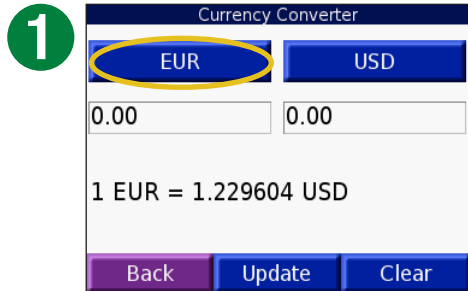 1
Currency Converter
EUR USD
0.00 0.00
1 EUR = 1.229604 USD
Back Update Clear